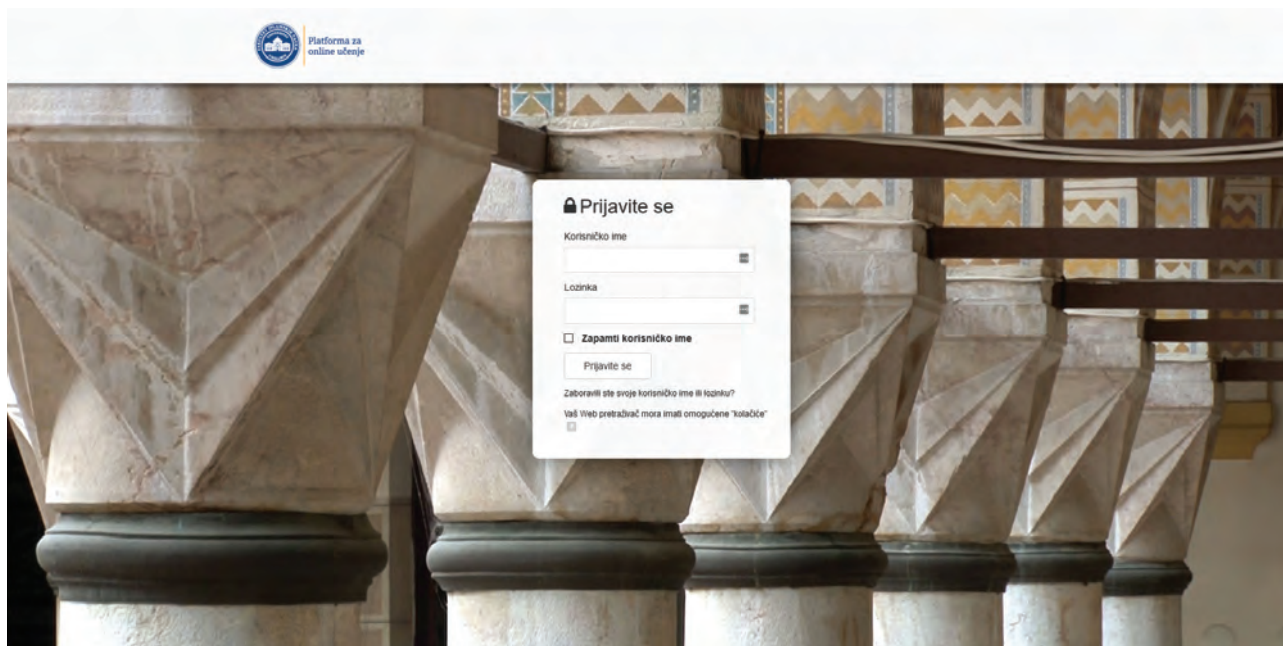 Platforma za
online učenje
Prijavite se
Korisničko ime
Lozinka
Zapamti korisničko ime
Prijavite se
Zaboravili ste svoje korisničko ime ili lozinku?
Vaš Web pretraživač mora imati omogućene "kolačiće"